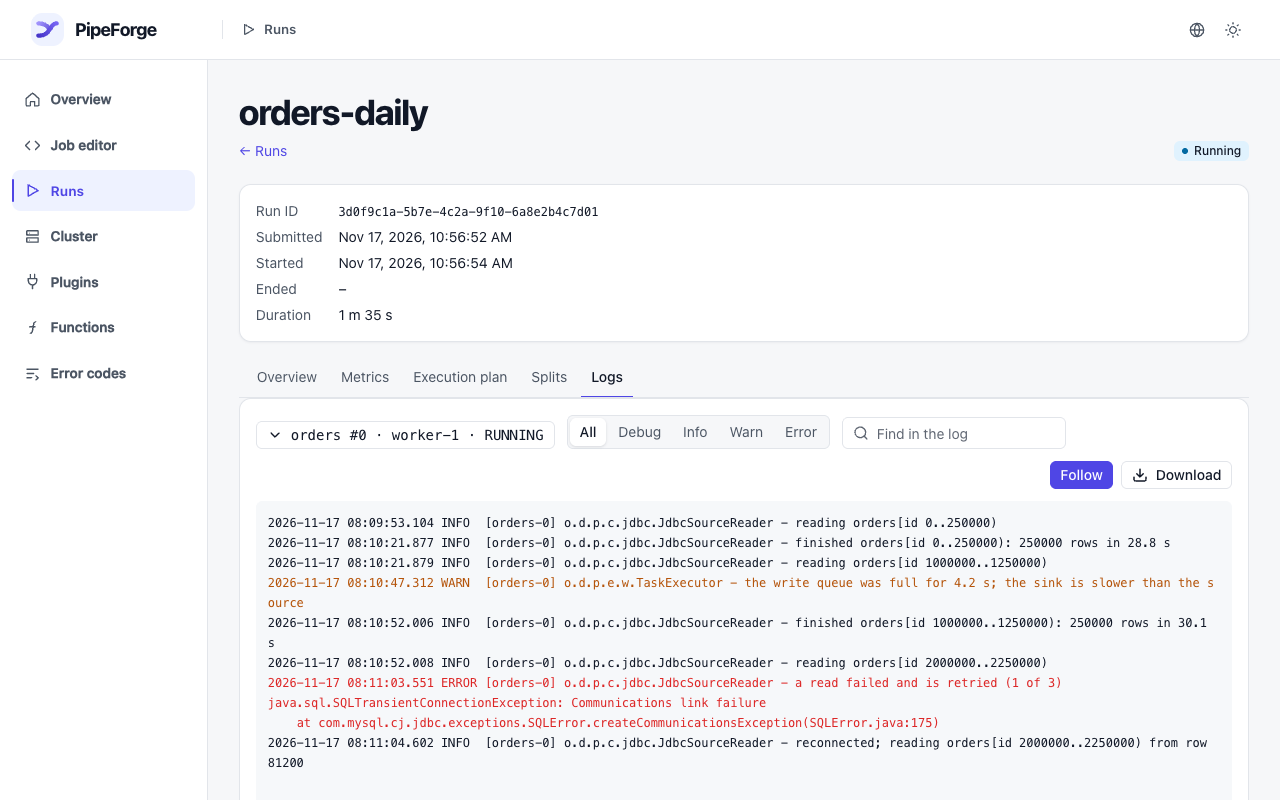 PipeForge
Runs
Overview
Job editor
Runs
Cluster
Plugins
Functions
Error codes
orders-daily
← Runs
Running
Run ID 3d0f9c1a-5b7e-4c2a-9f10-6a8e2b4c7d01
Submitted Nov 17, 2026, 10:56:52 AM
Started Nov 17, 2026, 10:56:54 AM
Ended –
Duration 1 m 35 s
Overview Metrics Execution plan Splits Logs
orders #0 · worker-1 · RUNNING All Debug Info Warn Error Find in the log
Follow Download
2026-11-17 08:09:53.104 INFO  [orders-0] o.d.p.c.jdbc.JdbcSourceReader - reading orders[id 0..250000)
2026-11-17 08:10:21.877 INFO  [orders-0] o.d.p.c.jdbc.JdbcSourceReader - finished orders[id 0..250000): 250000 rows in 28.8 s
2026-11-17 08:10:21.879 INFO  [orders-0] o.d.p.c.jdbc.JdbcSourceReader - reading orders[id 1000000..1250000)
2026-11-17 08:10:47.312 WARN  [orders-0] o.d.p.e.w.TaskExecutor - the write queue was full for 4.2 s; the sink is slower than the s
ource
2026-11-17 08:10:52.006 INFO  [orders-0] o.d.p.c.jdbc.JdbcSourceReader - finished orders[id 1000000..1250000): 250000 rows in 30.1
s
2026-11-17 08:10:52.008 INFO  [orders-0] o.d.p.c.jdbc.JdbcSourceReader - reading orders[id 2000000..2250000)
2026-11-17 08:11:03.551 ERROR [orders-0] o.d.p.c.jdbc.JdbcSourceReader - a read failed and is retried (1 of 3)
java.sql.SQLTransientConnectionException: Communications link failure
    at com.mysql.cj.jdbc.exceptions.SQLError.createCommunicationsException(SQLError.java:175)
2026-11-17 08:11:04.602 INFO  [orders-0] o.d.p.c.jdbc.JdbcSourceReader - reconnected; reading orders[id 2000000..2250000) from row
81200